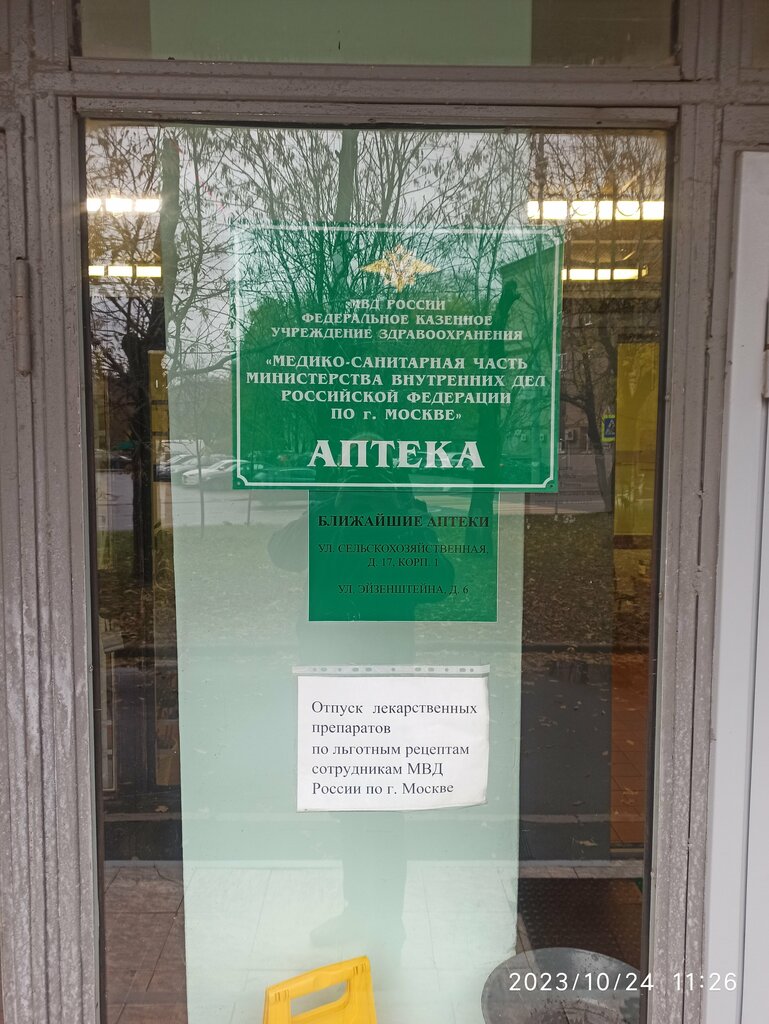 МВД РОССИИ
ФЕДЕРАЛЬНОЕ КАЗЕННОЕ
УЧРЕЖДЕНИЕ ЗДРАВООХРАНЕНИЯ
«МЕДИКО-САНИТАРНАЯ ЧАСТЬ
МИНИСТЕРСТВА ВНУТРЕННИХ ДЕЛ
РОССИЙСКОЙ ФЕДЕРАЦИИ
ПО г. МОСКВЕ»
АПТЕКА
БЛИЖАЙШИЕ АПТЕКИ
УЛ. СЕЛЬСКОХОЗЯЙСТВЕННАЯ,
Д. 17, КОРП. 1
УЛ. ЭЙЗЕНШТЕЙНА, Д. 6
Отпуск лекарственных
препаратов
по льготным рецептам
сотрудникам МВД
России по г. Москве
2023/10/24 11:26